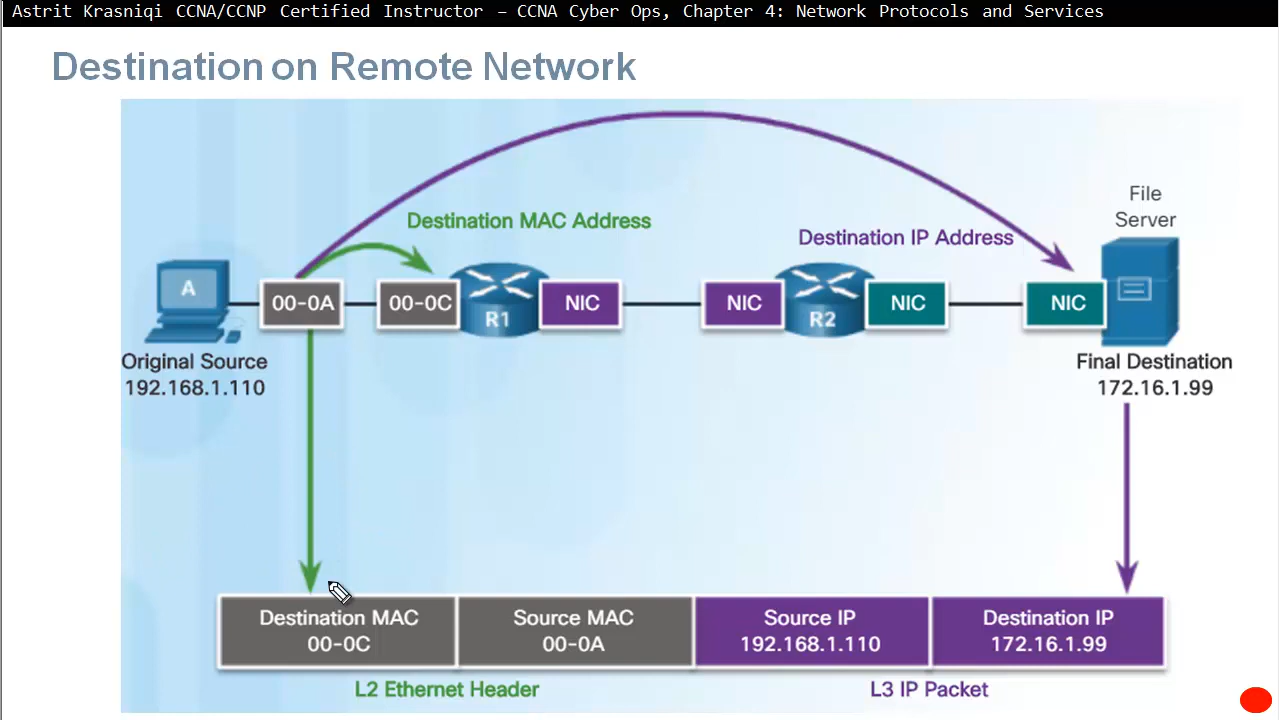 Astrit Krasniqi CCNA/CCNP Certified Instructor – CCNA Cyber Ops, Chapter 4: Network Protocols and Services
Destination on Remote Network
File
Server
Destination MAC Address
Destination IP Address
A
00-0A
00-0C
R1
NIC
NIC
R2
NIC
NIC
Original Source
192.168.1.110
Final Destination
172.16.1.99
Destination MAC
00-0C
Source MAC
00-0A
Source IP
192.168.1.110
Destination IP
172.16.1.99
L2 Ethernet Header
L3 IP Packet